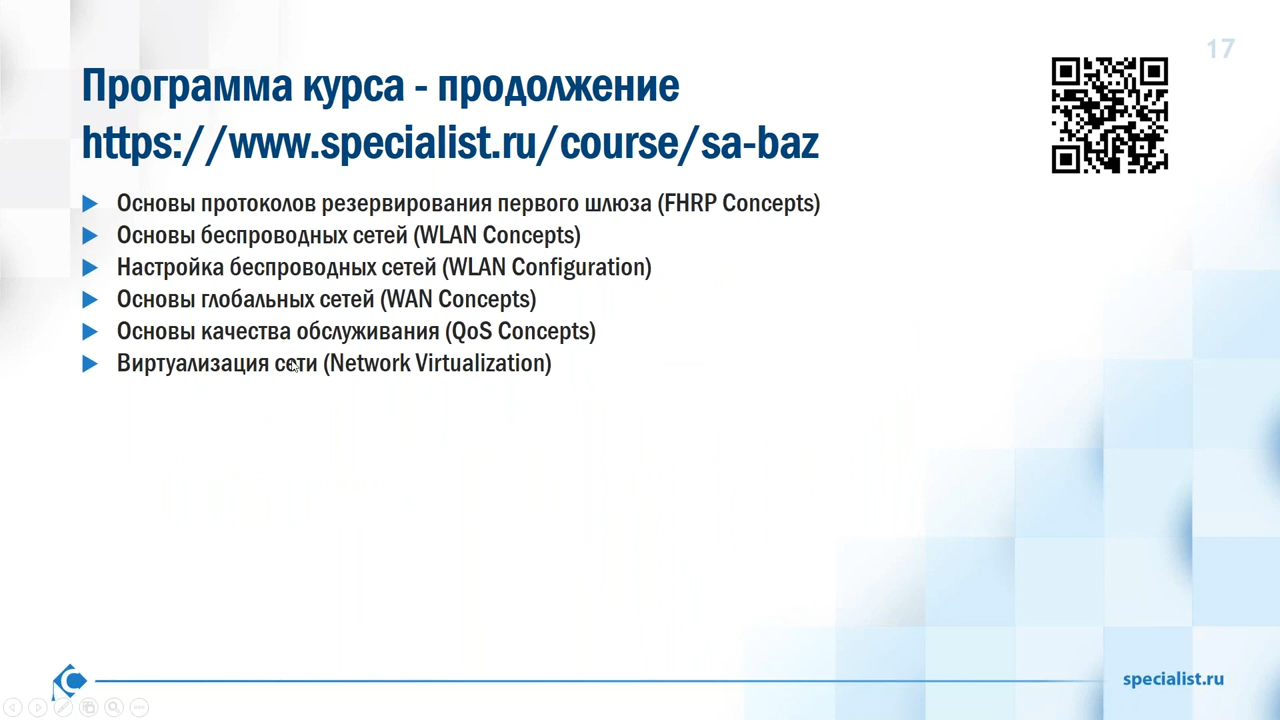 17
Программа курса - продолжение
https://www.specialist.ru/course/sa-baz
Основы протоколов резервирования первого шлюза (FHRP Concepts)
Основы беспроводных сетей (WLAN Concepts)
Настройка беспроводных сетей (WLAN Configuration)
Основы глобальных сетей (WAN Concepts)
Основы качества обслуживания (QoS Concepts)
Виртуализация сети (Network Virtualization)
specialist.ru